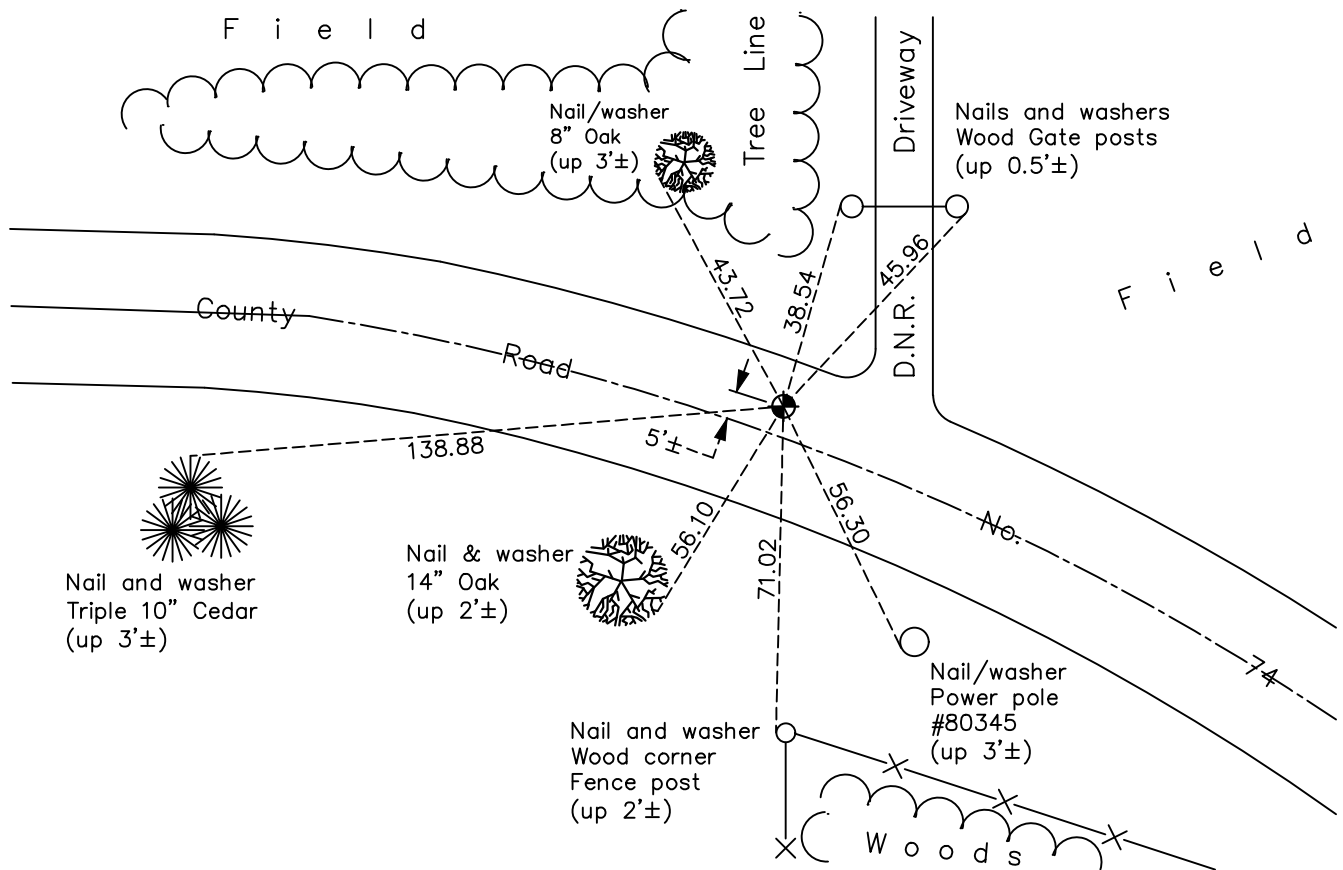 Field
Tree Line
Driveway
D.N.R.
Nail/washer
8" Oak
(up 3'±)
Nails and washers
Wood Gate posts
(up 0.5'±)
Field
43.72
38.54
45.96
County Road No. 74
5'±
138.88
56.10
71.02
56.30
Nail and washer
Triple 10" Cedar
(up 3'±)
Nail & washer
14" Oak
(up 2'±)
Nail/washer
Power pole
#80345
(up 3'±)
Nail and washer
Wood corner
Fence post
(up 2'±)
Woods